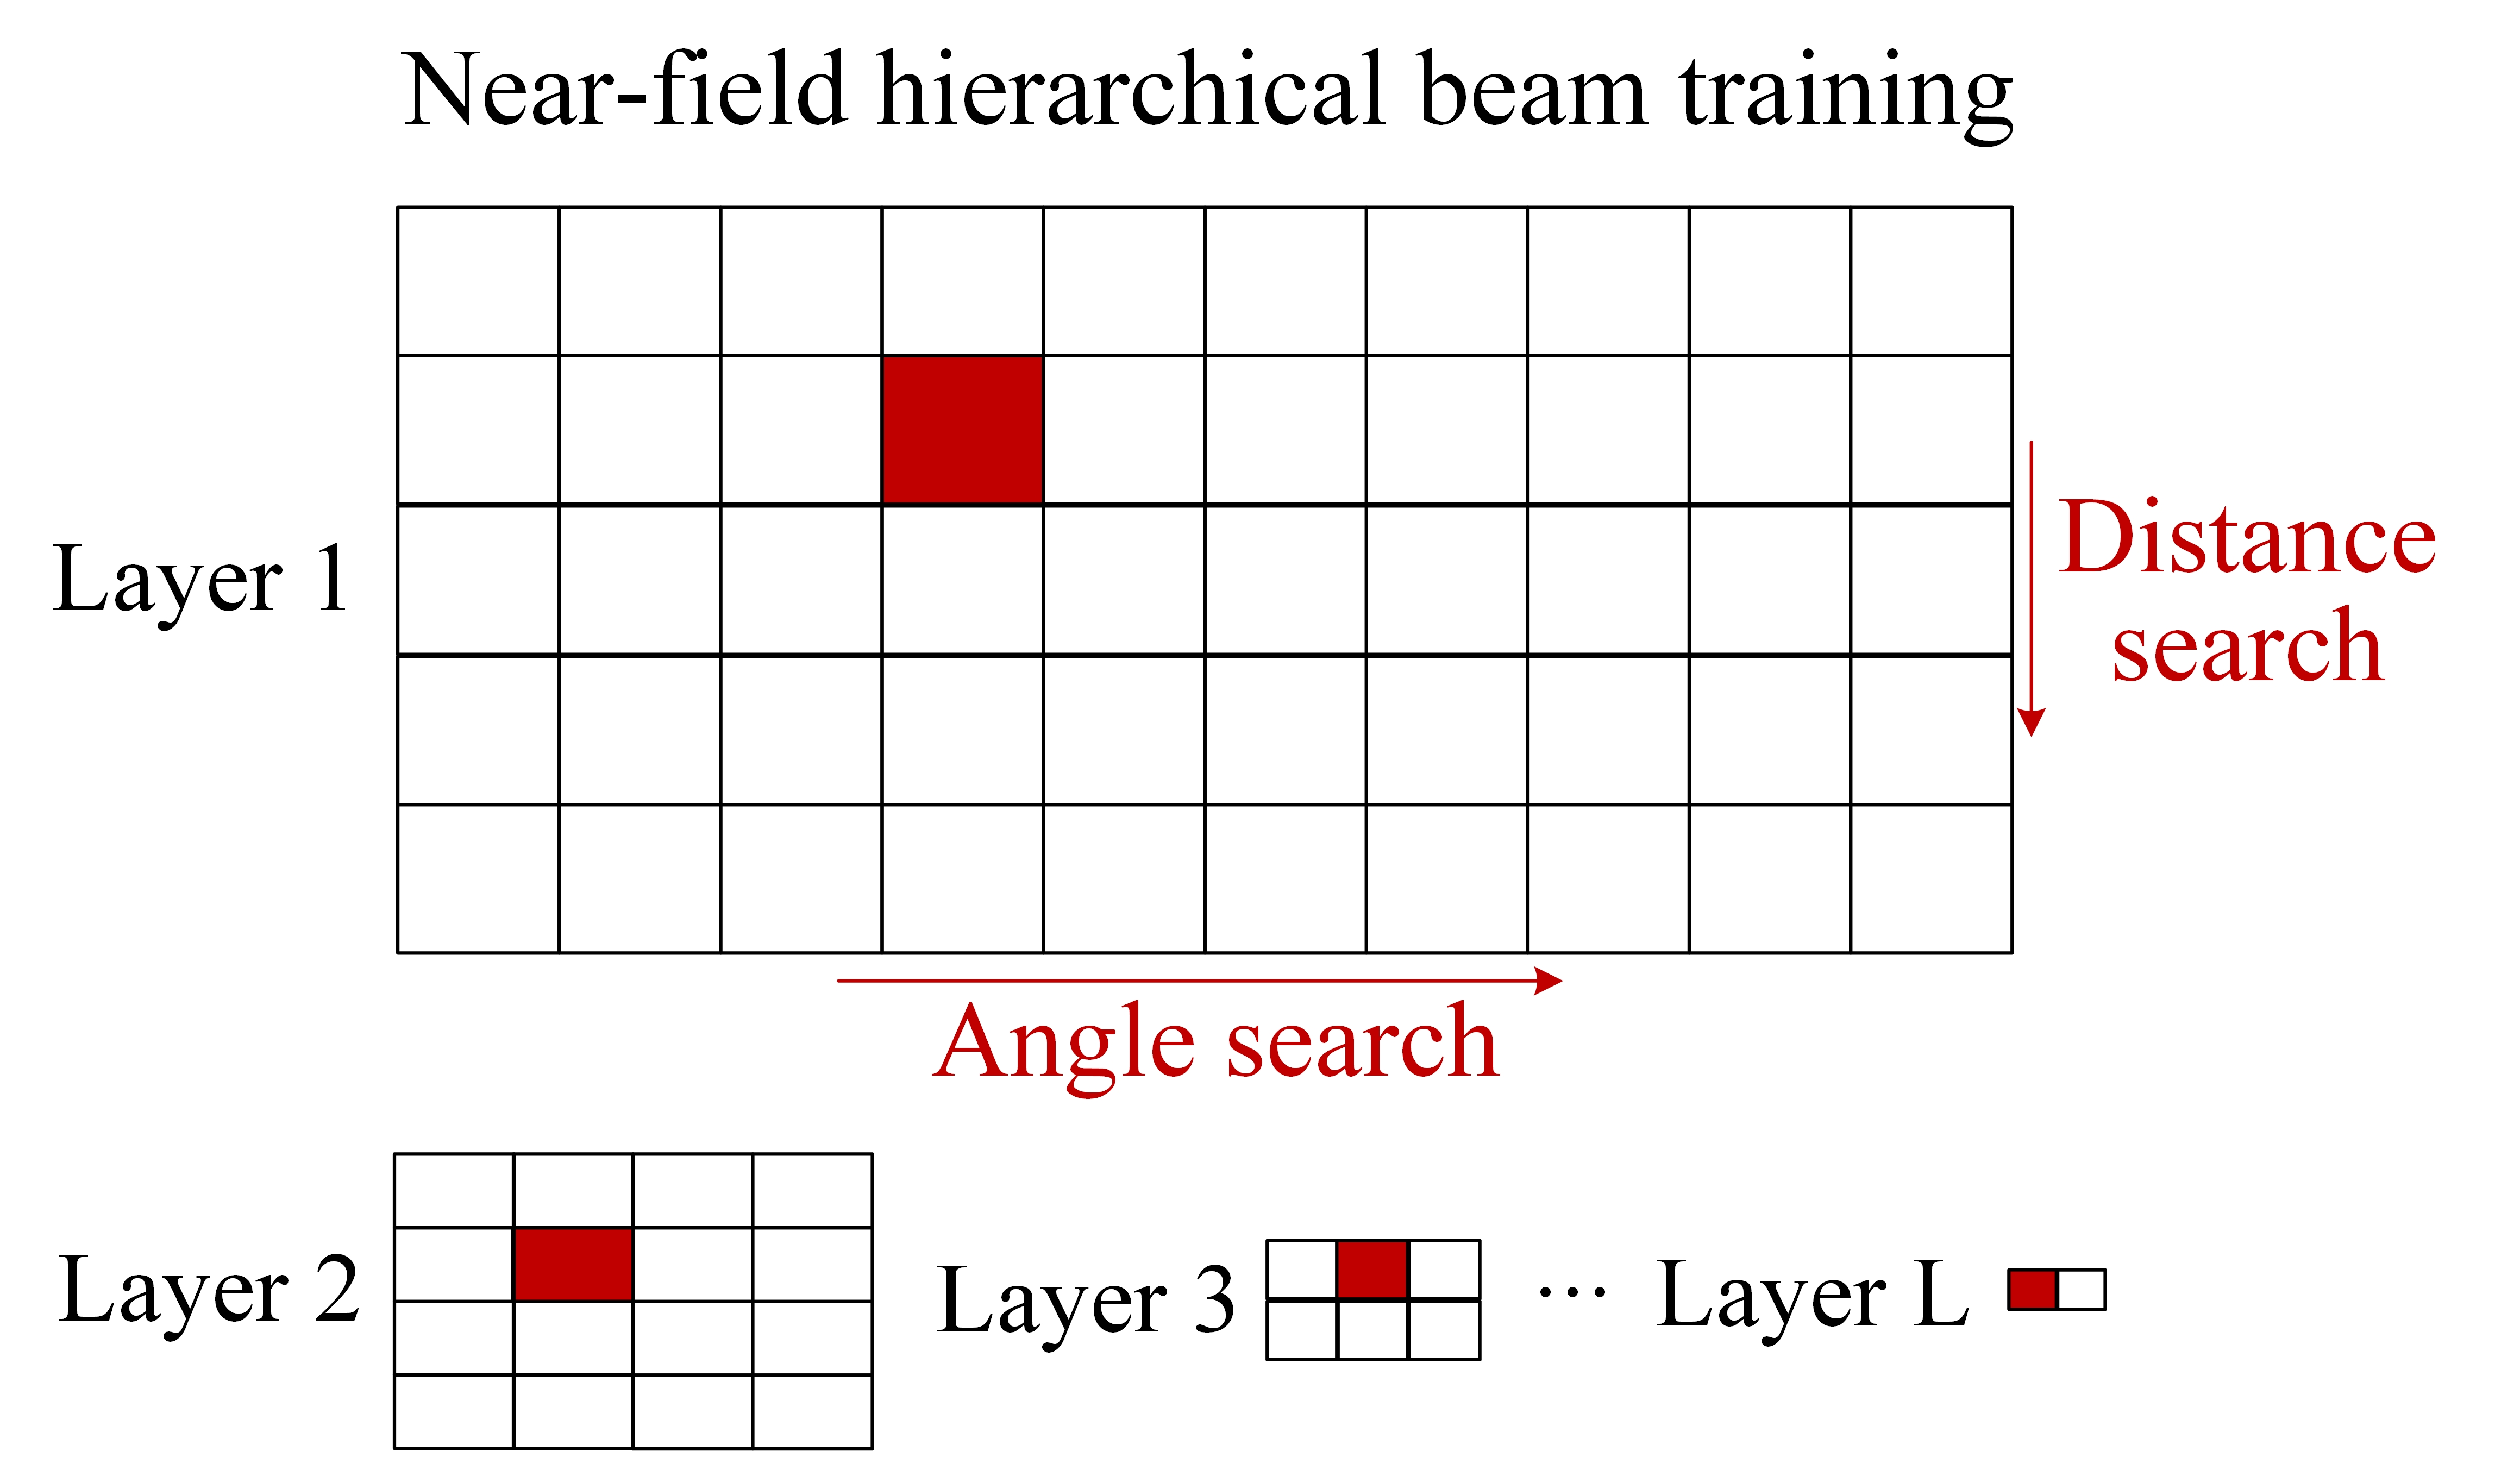 Near-field hierarchical beam training
Layer 1
Distance
search
Angle search
Layer 2
Layer 3
... Layer L